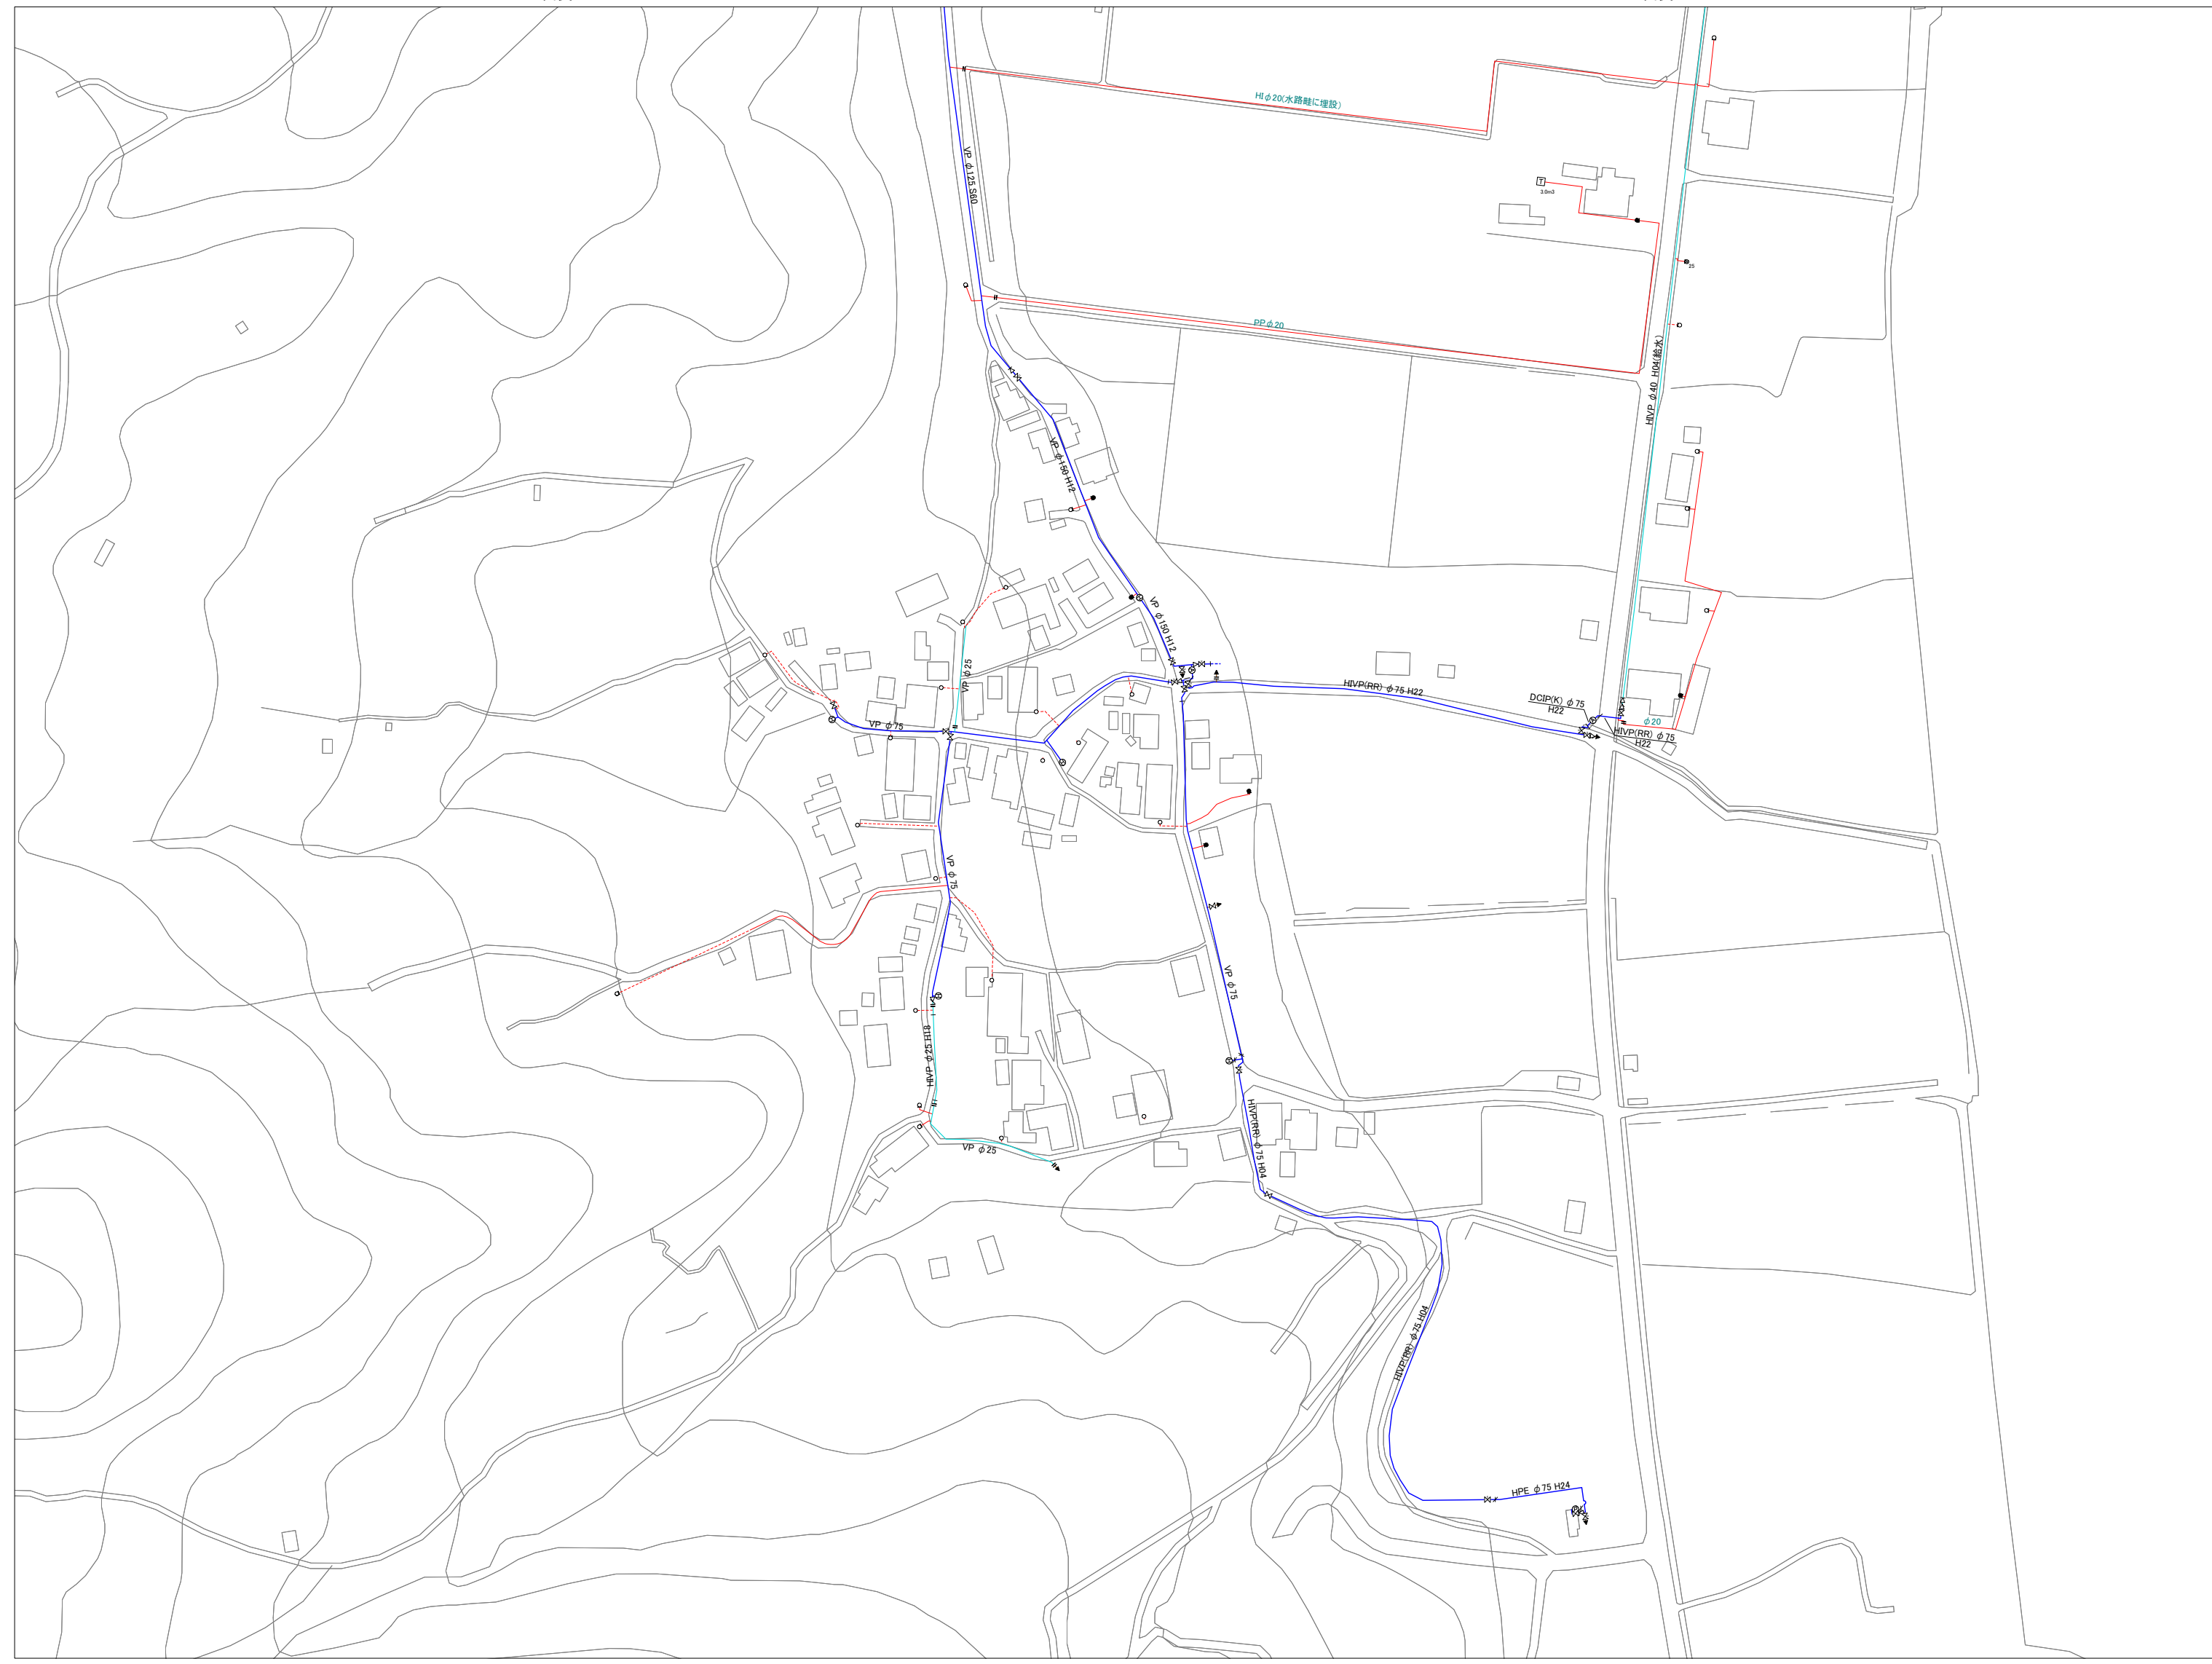 HIφ20(水路畦に埋設)
VP φ125 S60
T
3.0m3
25
PPφ20
HIVP φ40 H04(給水)
VP φ150 H12
VP φ150 H12
VP φ25
HIVP(RR) φ75 H22
DCIP(K) φ75
H22
φ20
HIVP(RR) φ75
H22
VP φ75
VP φ75
VP φ75
HIVP φ25 H18
HIVP(RR) φ75 H04
VP φ25
HIVP(RR) φ75 H04
HPE φ75 H24